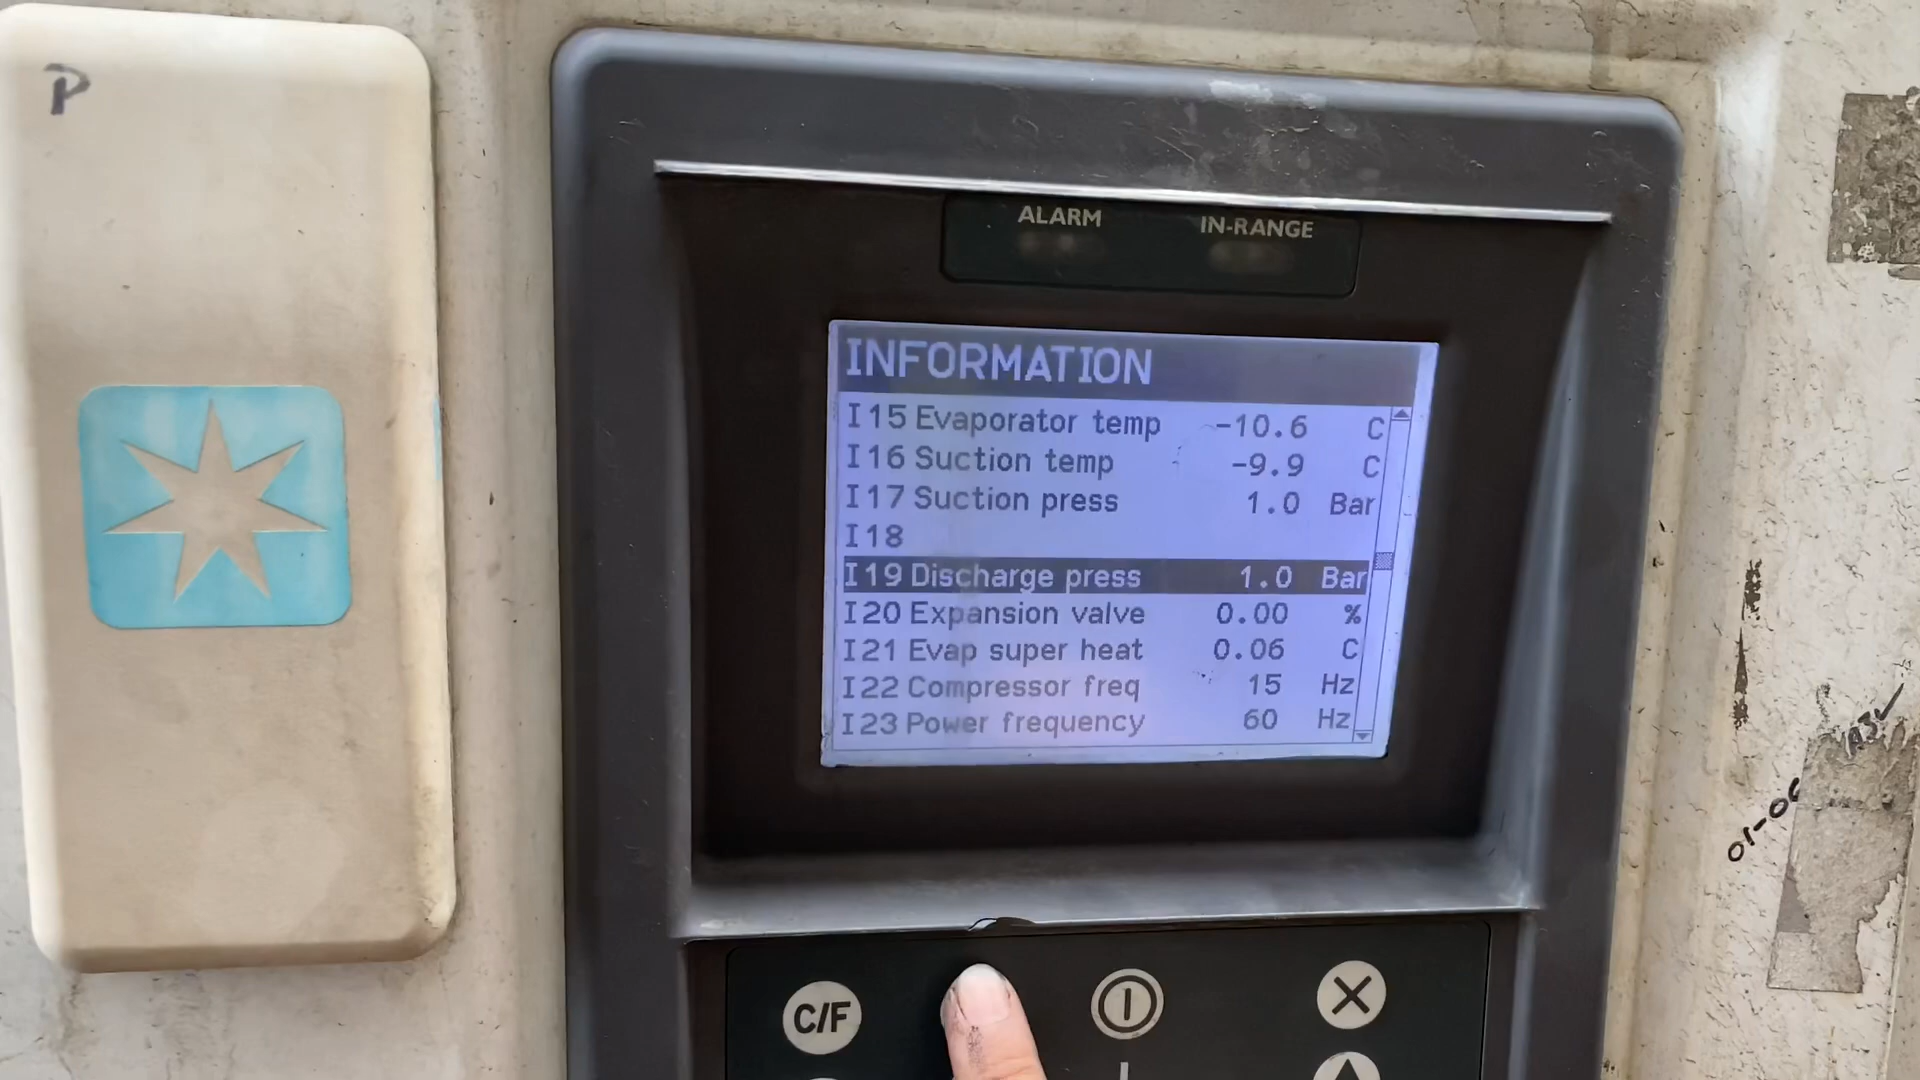 P
ALARM IN-RANGE
INFORMATION
I15 Evaporator temp -10.6 C
I16 Suction temp -9.9 C
I17 Suction press 1.0 Bar
I18
I19 Discharge press 1.0 Bar
I20 Expansion valve 0.00 %
I21 Evap super heat 0.06 C
I22 Compressor freq 15 Hz
I23 Power frequency 60 Hz
C/F